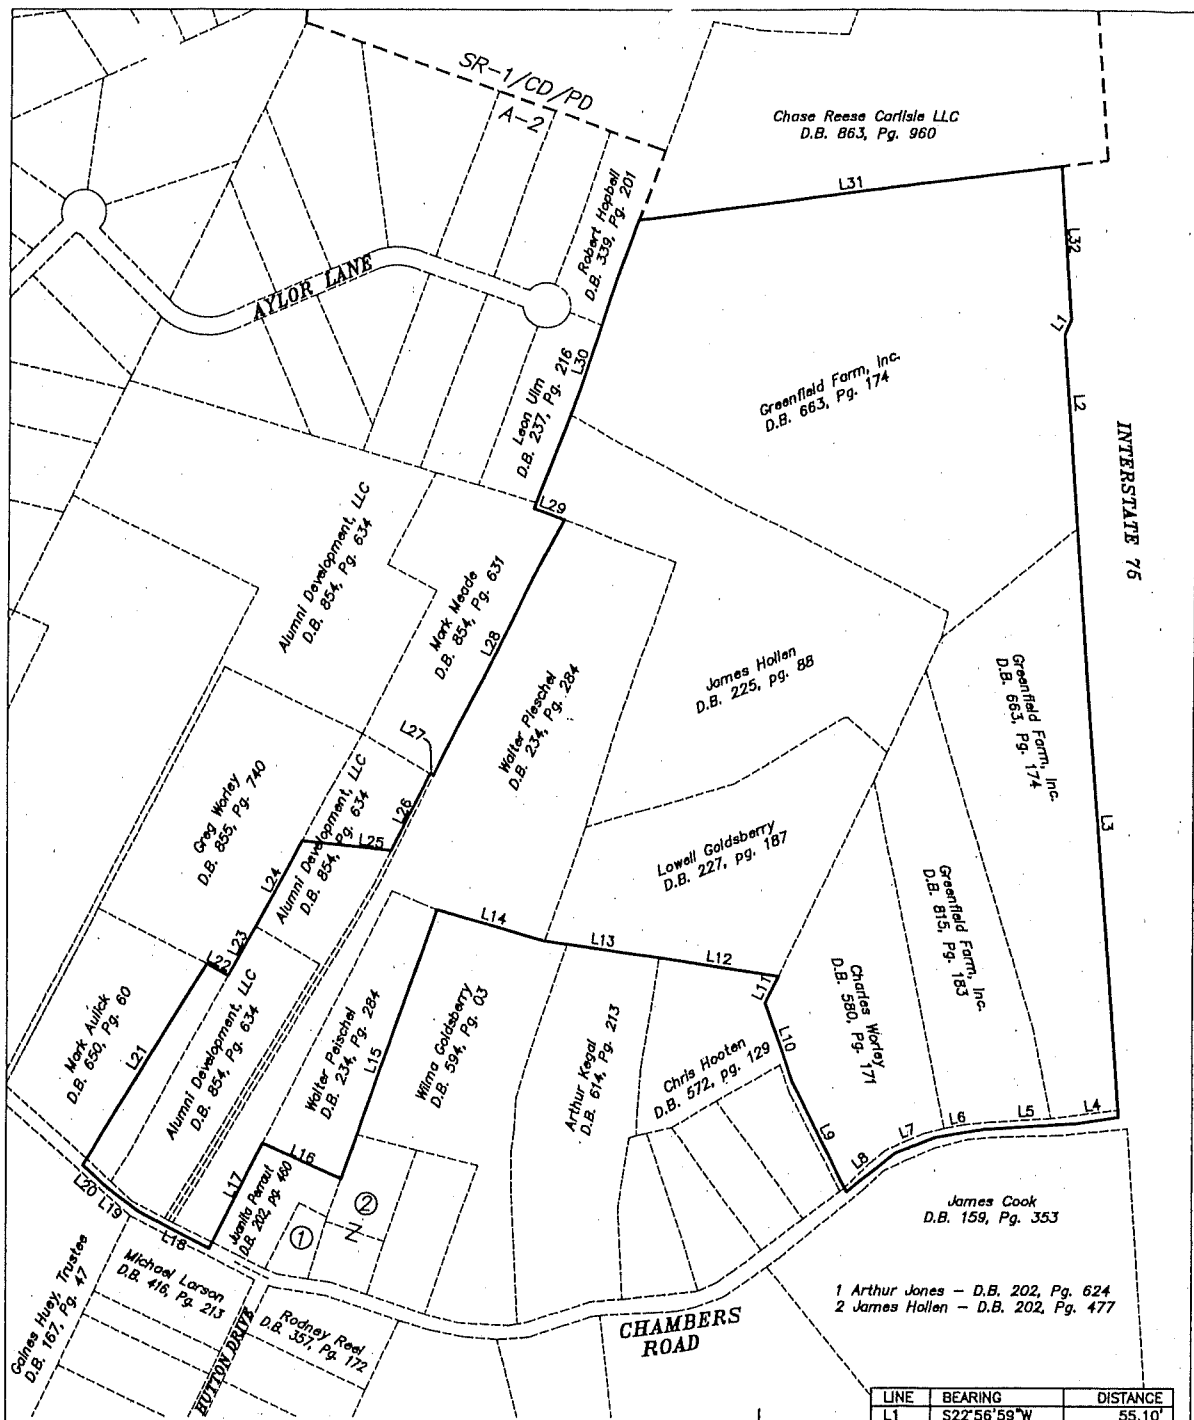 SR-1/CD/PD
A-2
Chase Reese Carlisle LLC
D.B. 863, Pg. 960
L31
Robert Hopbell
D.B. 339, Pg. 201
L32
AYLOR LANE
L1
L30
Leon Ulm
D.B. 237, Pg. 216
Greenfield Farm, Inc.
D.B. 663, Pg. 174
L2
INTERSTATE 75
L29
Alumni Development, LLC
D.B. 854, Pg. 634
Mark Meade
D.B. 854, Pg. 631
L28
James Hollen
D.B. 225, pg. 88
Greenfield Farm, Inc.
D.B. 663, Pg. 174
Walter Pleschel
D.B. 234, Pg. 284
L27
Greg Worley
D.B. 855, Pg. 740
Alumni Development, LLC
D.B. 854, Pg. 634
L26
L25
L3
Lowell Goldsberry
D.B. 227, pg. 187
L24
Greenfield Farm, Inc.
D.B. 815, Pg. 183
L14
L13
L12
L23
L22
L11
Charles Worley
D.B. 580, Pg. 171
Mark Aulick
D.B. 650, Pg. 60
L21
Alumni Development, LLC
D.B. 854, Pg. 634
Walter Peischel
D.B. 234, Pg. 284
L15
Wilma Goldsberry
D.B. 594, Pg. 03
Arthur Kegal
D.B. 614, Pg. 213
Chris Hooten
D.B. 572, pg. 129
L10
L9
L8
L7
L6
L5
L4
L16
L17
L20
L19
L18
Juanita Perraut
D.B. 202, pg. 460
1
2
Z
James Cook
D.B. 159, Pg. 353
Gaines Huey, Trustee
D.B. 167, Pg. 47
Michael Larson
D.B. 416, Pg. 213
Rodney Reel
D.B. 357, Pg. 172
HUTTON DRIVE
CHAMBERS
ROAD
1 Arthur Jones – D.B. 202, Pg. 624
2 James Hollen – D.B. 202, Pg. 477
LINE BEARING DISTANCE
L1 S22°56'59"W 55.10'